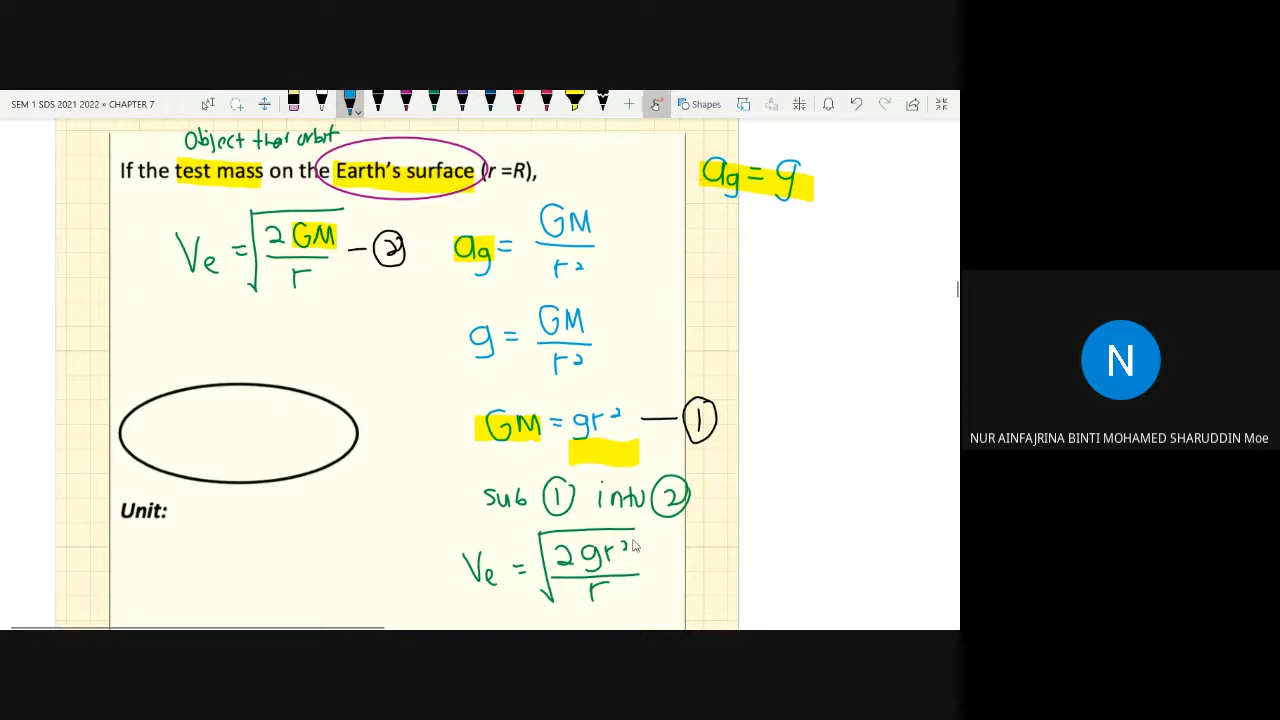 SEM 1 SDS 2021 2022 » CHAPTER 7
Shapes
Object that orbit
If the test mass on the Earth's surface (r =R),
ag = g
Ve = √(2GM/r) — ②
ag = GM/r²
g = GM/r²
GM = gr² — ①
Unit:
sub ① into ②
Ve = √(2gr²/r)
N
NUR AINFAJRINA BINTI MOHAMED SHARUDDIN Moe